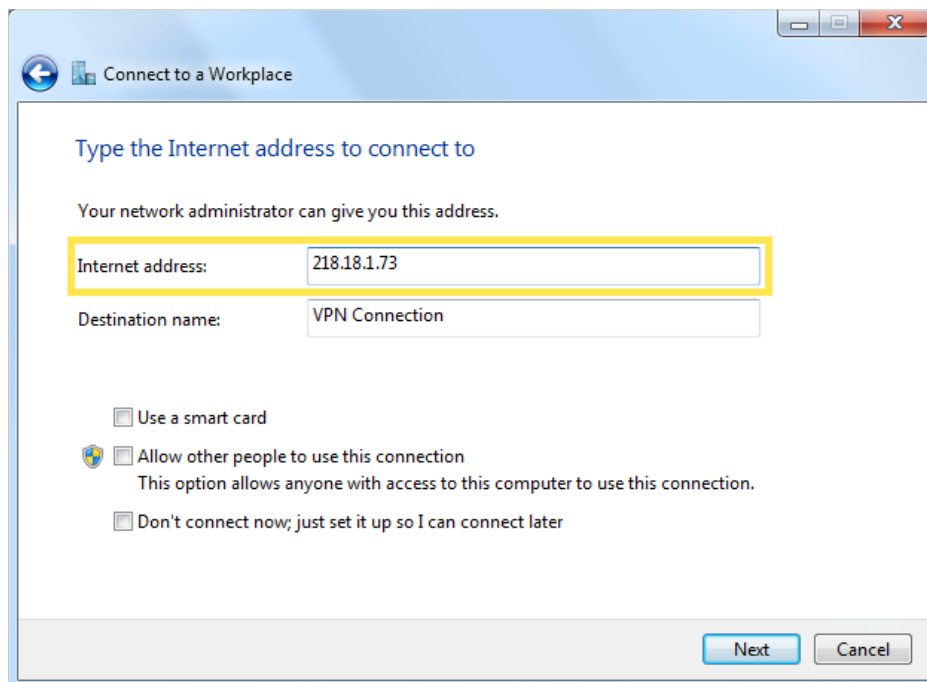 Connect to a Workplace
Type the Internet address to connect to
Your network administrator can give you this address.
Internet address: 218.18.1.73
Destination name: VPN Connection
Use a smart card
Allow other people to use this connection
This option allows anyone with access to this computer to use this connection.
Don't connect now; just set it up so I can connect later
Next Cancel